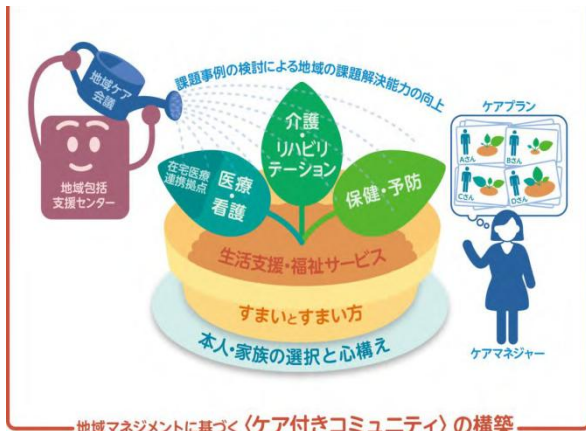 課題事例の検討による地域の課題解決能力の向上
地域ケア
会議
地域包括
支援センター
在宅医療
連携拠点
医療
・
看護
介護
・
リハビリ
テーション
保健・予防
生活支援・福祉サービス
すまいとすまい方
本人・家族の選択と心構え
ケアプラン
Aさん
Bさん
Cさん
Dさん
ケアマネジャー
地域マネジメントに基づく〈ケア付きコミュニティ〉の構築